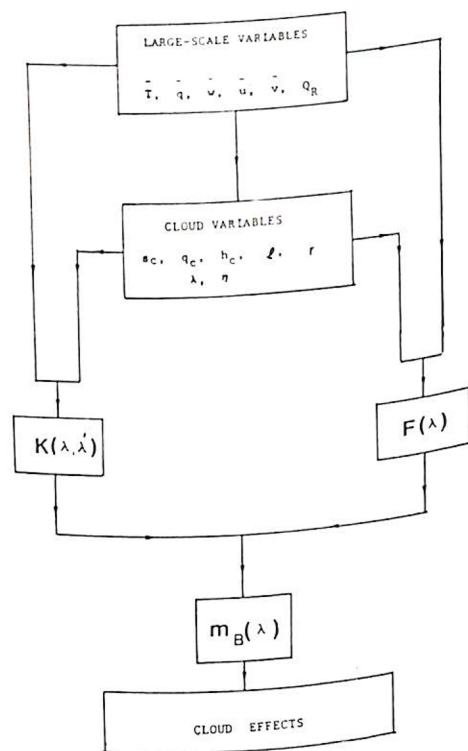 LARGE-SCALE VARIABLES
T̄, q̄, w̄, ū, v̄, Q_R
CLOUD VARIABLES
s_c, q_c, h_c, ℓ, r
λ, η
K(λ,λ′)
F(λ)
m_B(λ)
CLOUD EFFECTS